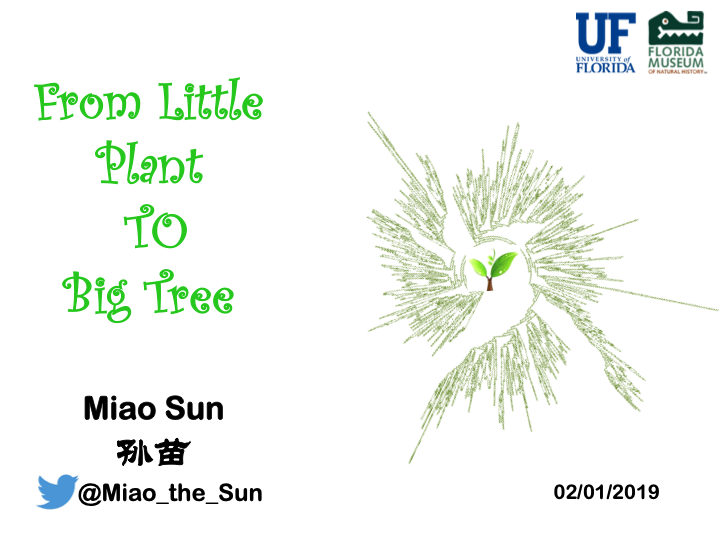 UF
UNIVERSITY of
FLORIDA
FLORIDA
MUSEUM
OF NATURAL HISTORY
From Little
Plant
TO
Big Tree
Miao Sun
孙苗
@Miao_the_Sun
02/01/2019